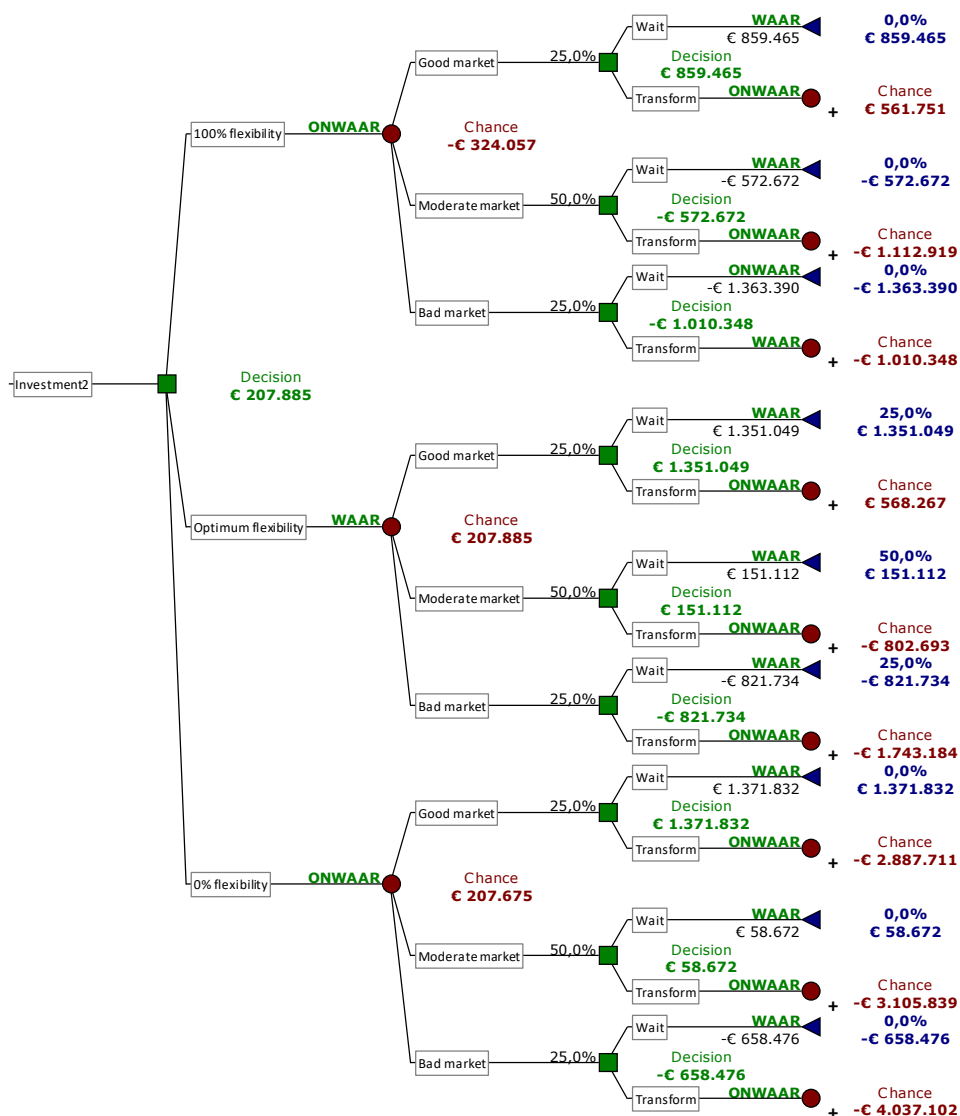 Wait
WAAR
€ 859.465
0,0%
€ 859.465
Good market
25,0%
Decision
€ 859.465
Transform
ONWAAR
+
Chance
€ 561.751
100% flexibility
ONWAAR
Chance
-€ 324.057
Wait
WAAR
-€ 572.672
0,0%
-€ 572.672
Moderate market
50,0%
Decision
-€ 572.672
Transform
ONWAAR
+
Chance
-€ 1.112.919
Wait
ONWAAR
-€ 1.363.390
0,0%
-€ 1.363.390
Bad market
25,0%
Decision
-€ 1.010.348
Transform
WAAR
+
Chance
-€ 1.010.348
Investment2
Decision
€ 207.885
Wait
WAAR
€ 1.351.049
25,0%
€ 1.351.049
Good market
25,0%
Decision
€ 1.351.049
Transform
ONWAAR
+
Chance
€ 568.267
Optimum flexibility
WAAR
Chance
€ 207.885
Wait
WAAR
€ 151.112
50,0%
€ 151.112
Moderate market
50,0%
Decision
€ 151.112
Transform
ONWAAR
+
Chance
-€ 802.693
Wait
WAAR
-€ 821.734
25,0%
-€ 821.734
Bad market
25,0%
Decision
-€ 821.734
Transform
ONWAAR
+
Chance
-€ 1.743.184
Wait
WAAR
€ 1.371.832
0,0%
€ 1.371.832
Good market
25,0%
Decision
€ 1.371.832
Transform
ONWAAR
+
Chance
-€ 2.887.711
0% flexibility
ONWAAR
Chance
€ 207.675
Wait
WAAR
€ 58.672
0,0%
€ 58.672
Moderate market
50,0%
Decision
€ 58.672
Transform
ONWAAR
+
Chance
-€ 3.105.839
Wait
WAAR
-€ 658.476
0,0%
-€ 658.476
Bad market
25,0%
Decision
-€ 658.476
Transform
ONWAAR
+
Chance
-€ 4.037.102